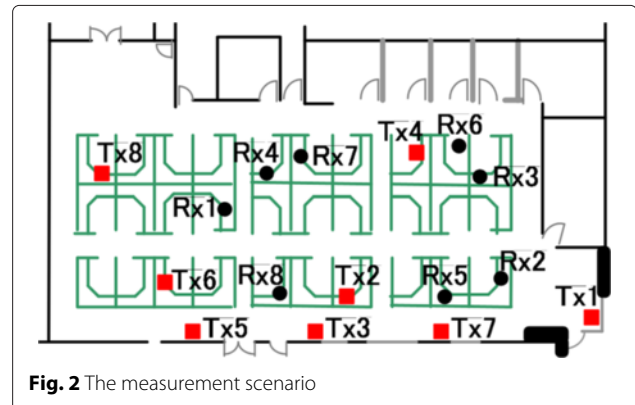 Tx4 Rx6
Tx8 Rx4 Rx7 Rx3
Rx1
Rx2
Tx6 Rx8 Tx2 Rx5 Tx1
Tx5 Tx3 Tx7
Fig. 2 The measurement scenario